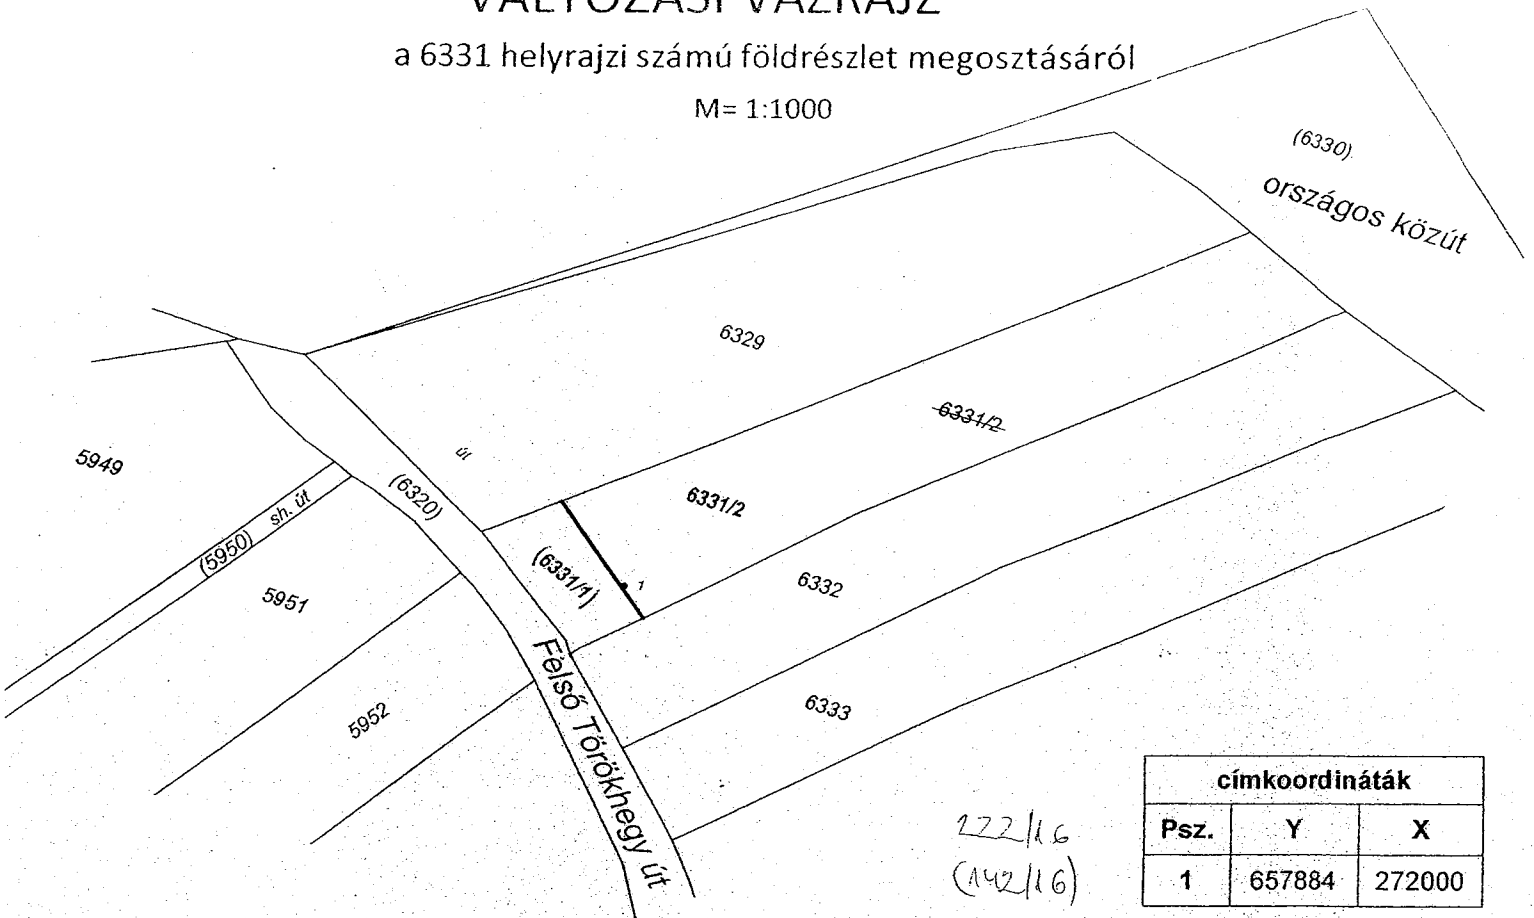 VÁLTOZÁSI VÁZRAJZ
a 6331 helyrajzi számú földrészlet megosztásáról
M= 1:1000
(6330)
országos közút
6329
6331/2
5949
út
(6320)
6331/2
sh. út
(5950)
(6331/1)
1
6332
5951
Felső Törökhegy út
6333
5952
címkoordináták
Psz. Y X
1 657884 272000
122/16
(142/16)